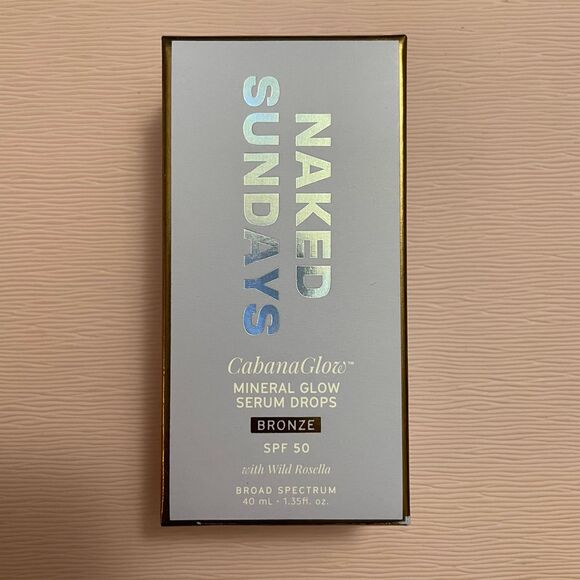 NAKED
SUNDAYS
CabanaGlow™
MINERAL GLOW
SERUM DROPS
BRONZE
SPF 50
with Wild Rosella
BROAD SPECTRUM
40 mL • 1.35fl. oz.